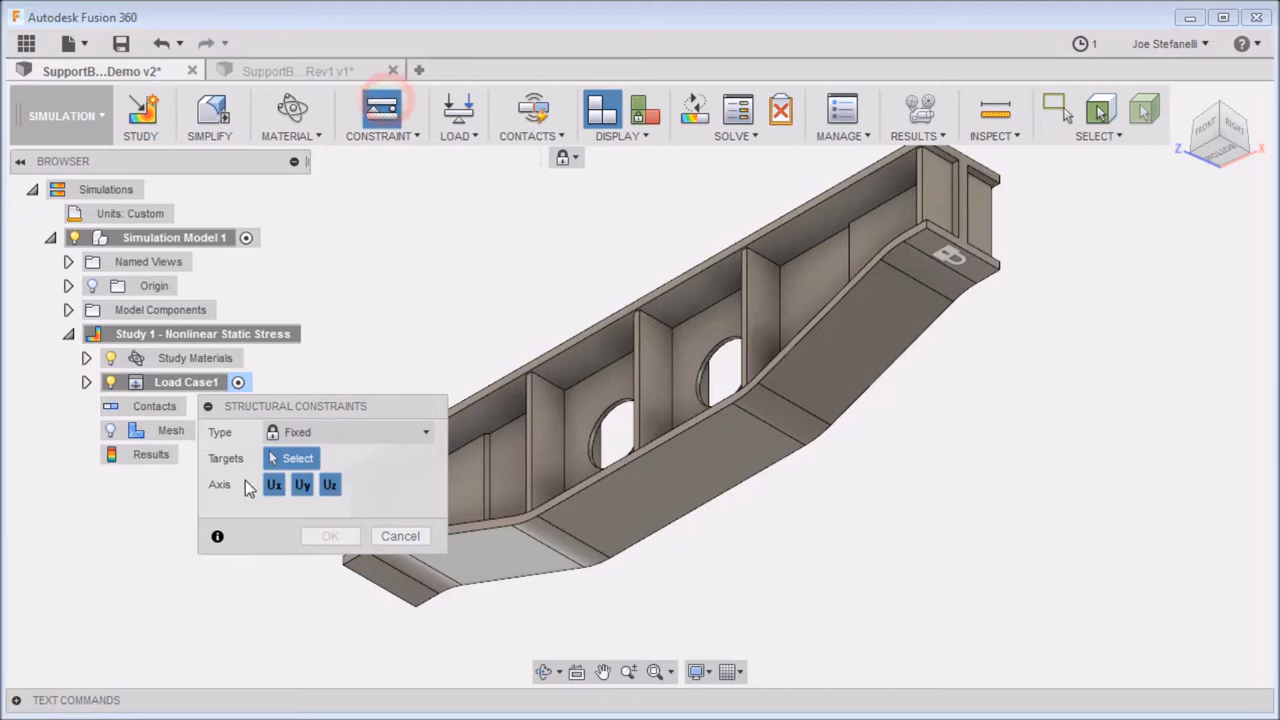 Autodesk Fusion 360
1 Joe Stefanelli
SupportB...Demo v2* SupportB...Rev1 v1*
SIMULATION STUDY SIMPLIFY MATERIAL CONSTRAINT LOAD CONTACTS DISPLAY SOLVE MANAGE RESULTS INSPECT SELECT
FRONT RIGHT BOTTOM Z X
BROWSER
Simulations
Units: Custom
Simulation Model 1
Named Views
Origin
Model Components
Study 1 - Nonlinear Static Stress
Study Materials
Load Case1
Contacts
Mesh
Results
STRUCTURAL CONSTRAINTS
Type Fixed
Targets Select
Axis Ux Uy Uz
OK Cancel
TEXT COMMANDS